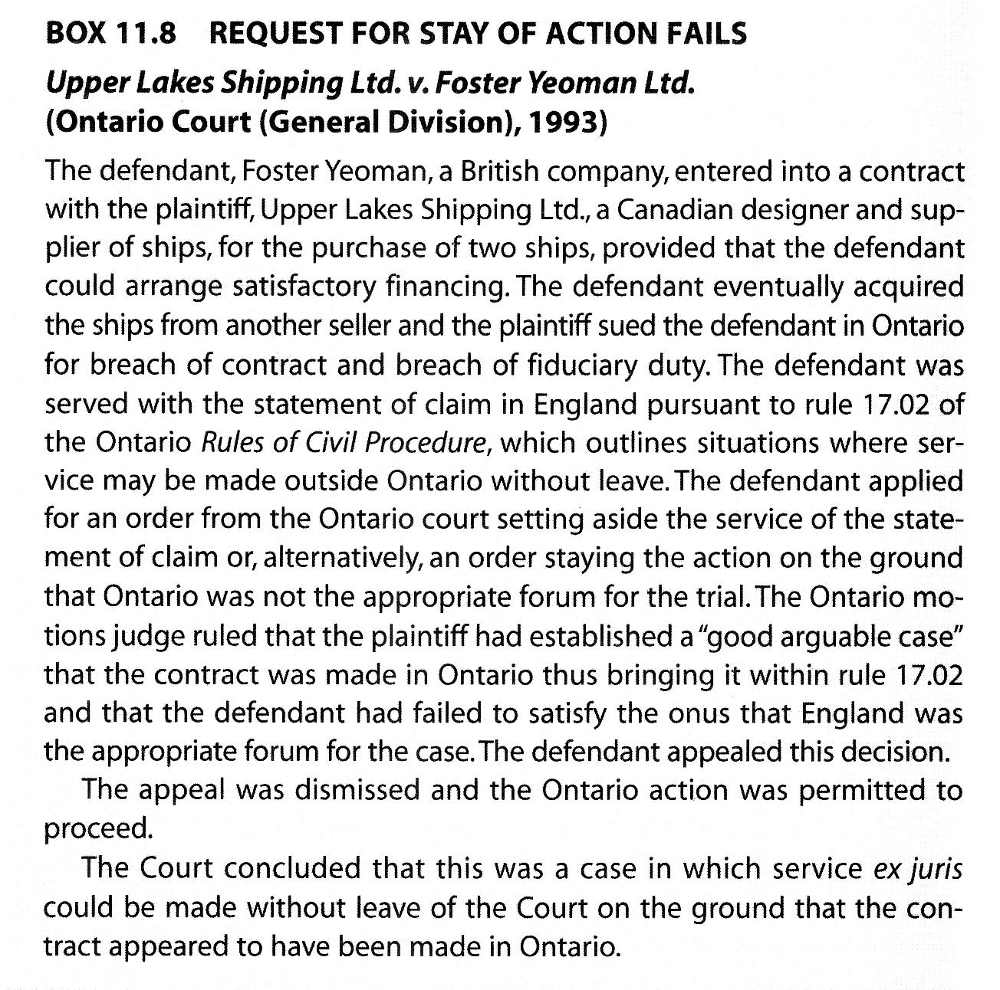 BOX 11.8 REQUEST FOR STAY OF ACTION FAILS
Upper Lakes Shipping Ltd. v. Foster Yeoman Ltd.
(Ontario Court (General Division), 1993)
The defendant, Foster Yeoman, a British company, entered into a contract
with the plaintiff, Upper Lakes Shipping Ltd., a Canadian designer and sup-
plier of ships, for the purchase of two ships, provided that the defendant
could arrange satisfactory financing. The defendant eventually acquired
the ships from another seller and the plaintiff sued the defendant in Ontario
for breach of contract and breach of fiduciary duty. The defendant was
served with the statement of claim in England pursuant to rule 17.02 of
the Ontario Rules of Civil Procedure, which outlines situations where ser-
vice may be made outside Ontario without leave. The defendant applied
for an order from the Ontario court setting aside the service of the state-
ment of claim or, alternatively, an order staying the action on the ground
that Ontario was not the appropriate forum for the trial. The Ontario mo-
tions judge ruled that the plaintiff had established a “good arguable case”
that the contract was made in Ontario thus bringing it within rule 17.02
and that the defendant had failed to satisfy the onus that England was
the appropriate forum for the case. The defendant appealed this decision.
The appeal was dismissed and the Ontario action was permitted to
proceed.
The Court concluded that this was a case in which service ex juris
could be made without leave of the Court on the ground that the con-
tract appeared to have been made in Ontario.